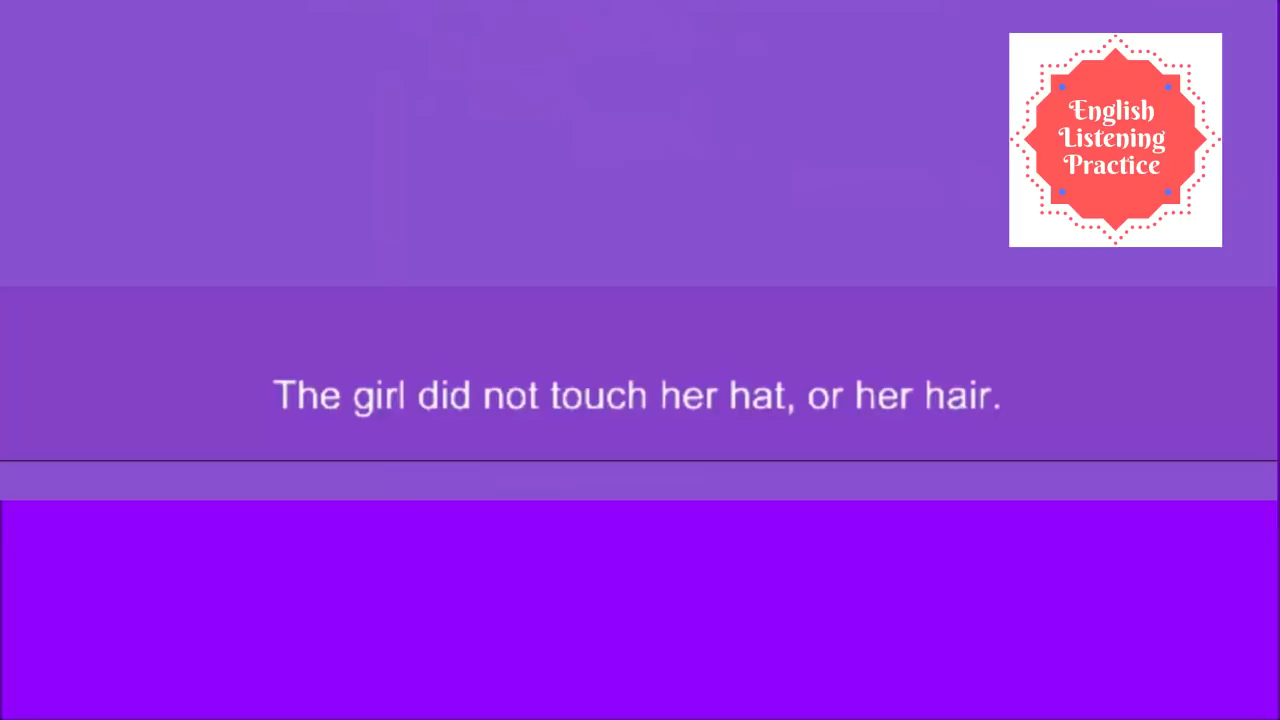 English
Listening
Practice
The girl did not touch her hat, or her hair.